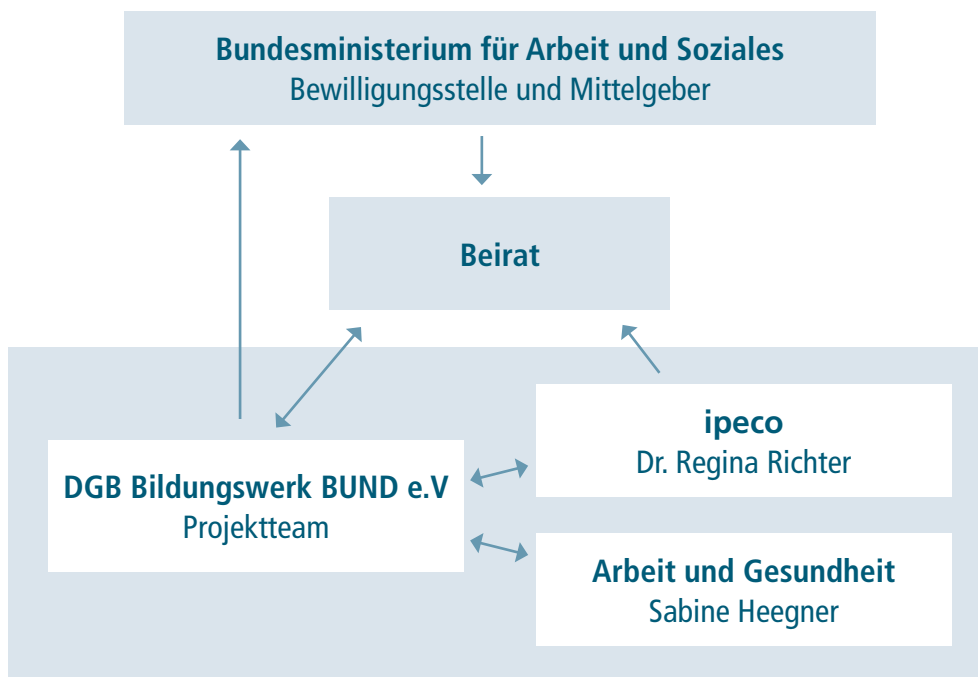 Bundesministerium für Arbeit und Soziales
Bewilligungsstelle und Mittelgeber
Beirat
ipeco
Dr. Regina Richter
DGB Bildungswerk BUND e.V
Projektteam
Arbeit und Gesundheit
Sabine Heegner